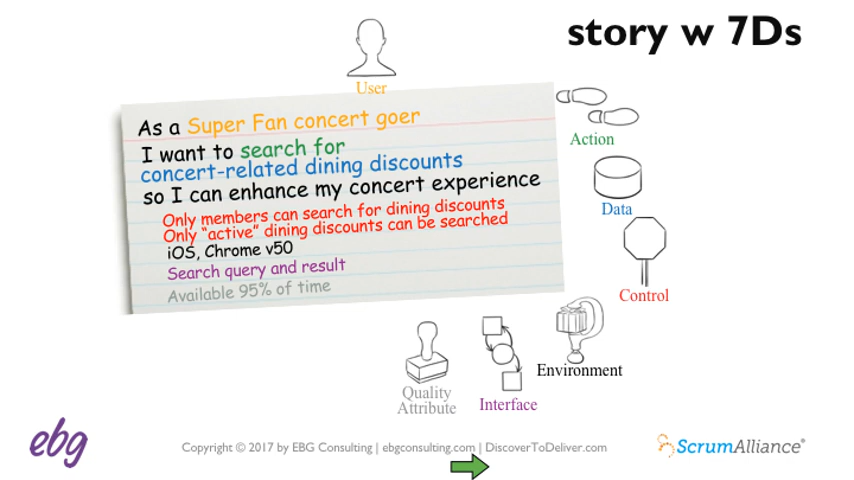 story w 7Ds
User
As a Super Fan concert goer
I want to search for
concert-related dining discounts
so I can enhance my concert experience
Only members can search for dining discounts
Only “active” dining discounts can be searched
iOS, Chrome v50
Search query and result
Available 95% of time
Action
Data
Control
Environment
Interface
Quality
Attribute
ebg
Copyright © 2017 by EBG Consulting | ebgconsulting.com | DiscoverToDeliver.com
ScrumAlliance®